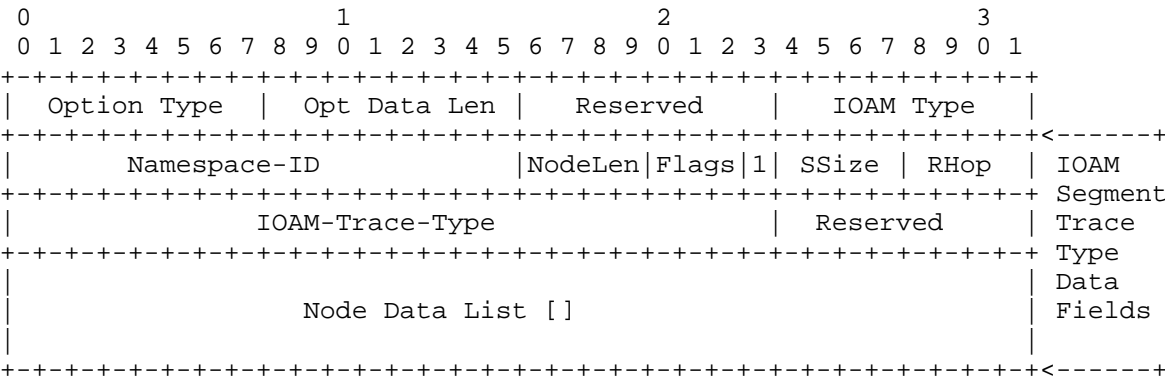 0                   1                   2                   3
 0 1 2 3 4 5 6 7 8 9 0 1 2 3 4 5 6 7 8 9 0 1 2 3 4 5 6 7 8 9 0 1
+-+-+-+-+-+-+-+-+-+-+-+-+-+-+-+-+-+-+-+-+-+-+-+-+-+-+-+-+-+-+-+-+
|  Option Type  |  Opt Data Len |   Reserved    |   IOAM Type   |
+-+-+-+-+-+-+-+-+-+-+-+-+-+-+-+-+-+-+-+-+-+-+-+-+-+-+-+-+-+-+-+-+<------+
|       Namespace-ID            |NodeLen|Flags|1| SSize | RHop  | IOAM
+-+-+-+-+-+-+-+-+-+-+-+-+-+-+-+-+-+-+-+-+-+-+-+-+-+-+-+-+-+-+-+-+ Segment
|               IOAM-Trace-Type                 |  Reserved     | Trace
+-+-+-+-+-+-+-+-+-+-+-+-+-+-+-+-+-+-+-+-+-+-+-+-+-+-+-+-+-+-+-+-+ Type
|                                                               | Data
|                  Node Data List []                            | Fields
|                                                               |
+-+-+-+-+-+-+-+-+-+-+-+-+-+-+-+-+-+-+-+-+-+-+-+-+-+-+-+-+-+-+-+-+<------+